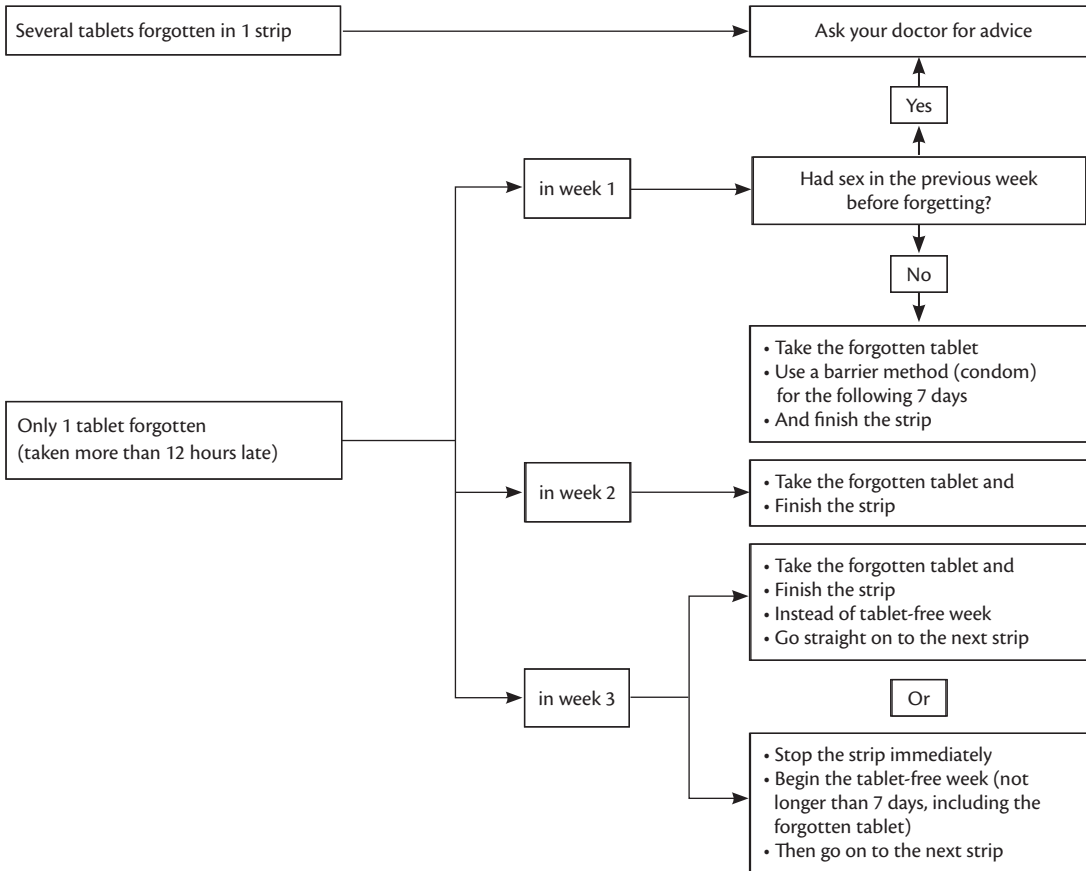 Several tablets forgotten in 1 strip
Ask your doctor for advice
Yes
in week 1
Had sex in the previous week
before forgetting?
No
• Take the forgotten tablet
• Use a barrier method (condom)
for the following 7 days
• And finish the strip
Only 1 tablet forgotten
(taken more than 12 hours late)
in week 2
• Take the forgotten tablet and
• Finish the strip
• Take the forgotten tablet and
• Finish the strip
• Instead of tablet-free week
• Go straight on to the next strip
in week 3
Or
• Stop the strip immediately
• Begin the tablet-free week (not
longer than 7 days, including the
forgotten tablet)
• Then go on to the next strip